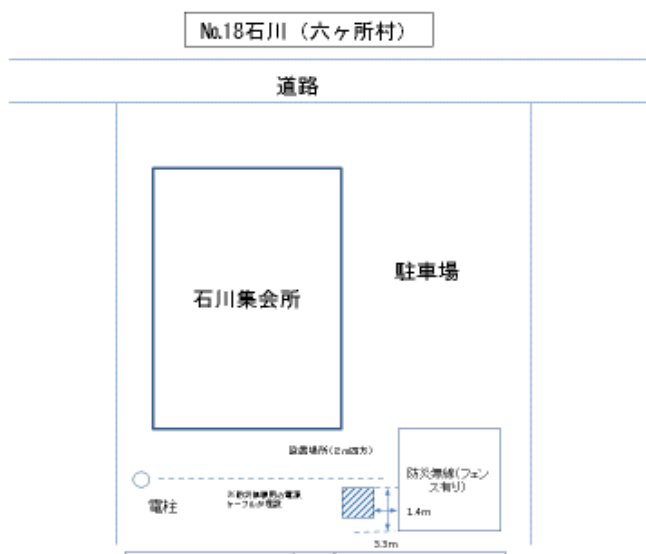 №18石川（六ヶ所村）
道路
駐車場
石川集会所
設置場所(2m四方)
防災無線(フェン
ス有り)
電柱
※防災無線用の電源
ケーブルが埋設
1.4m
3.3m